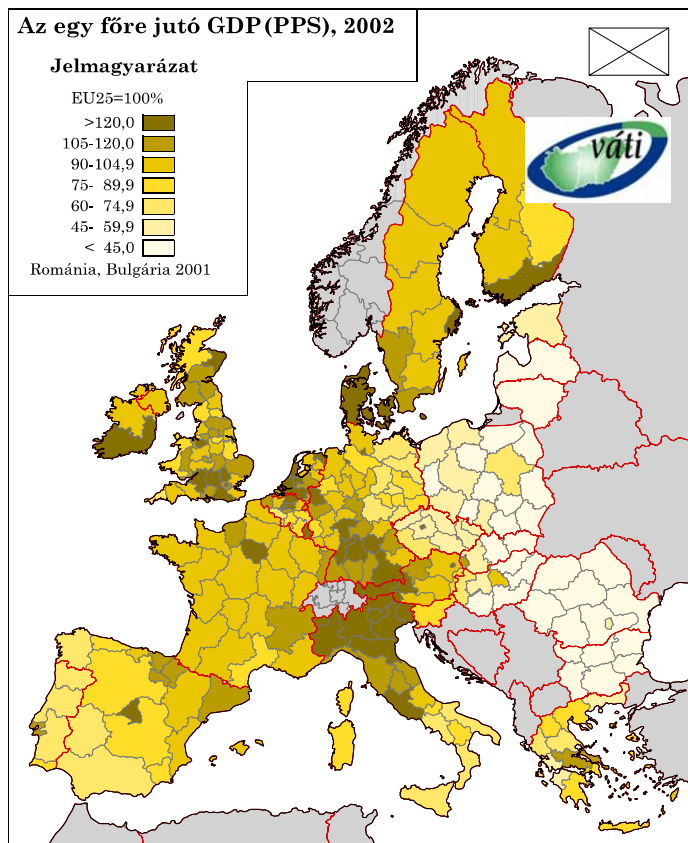 Az egy főre jutó GDP (PPS), 2002
Jelmagyarázat
EU25=100%
>120,0
105-120,0
90-104,9
75- 89,9
60- 74,9
45- 59,9
< 45,0
Románia, Bulgária 2001
váti